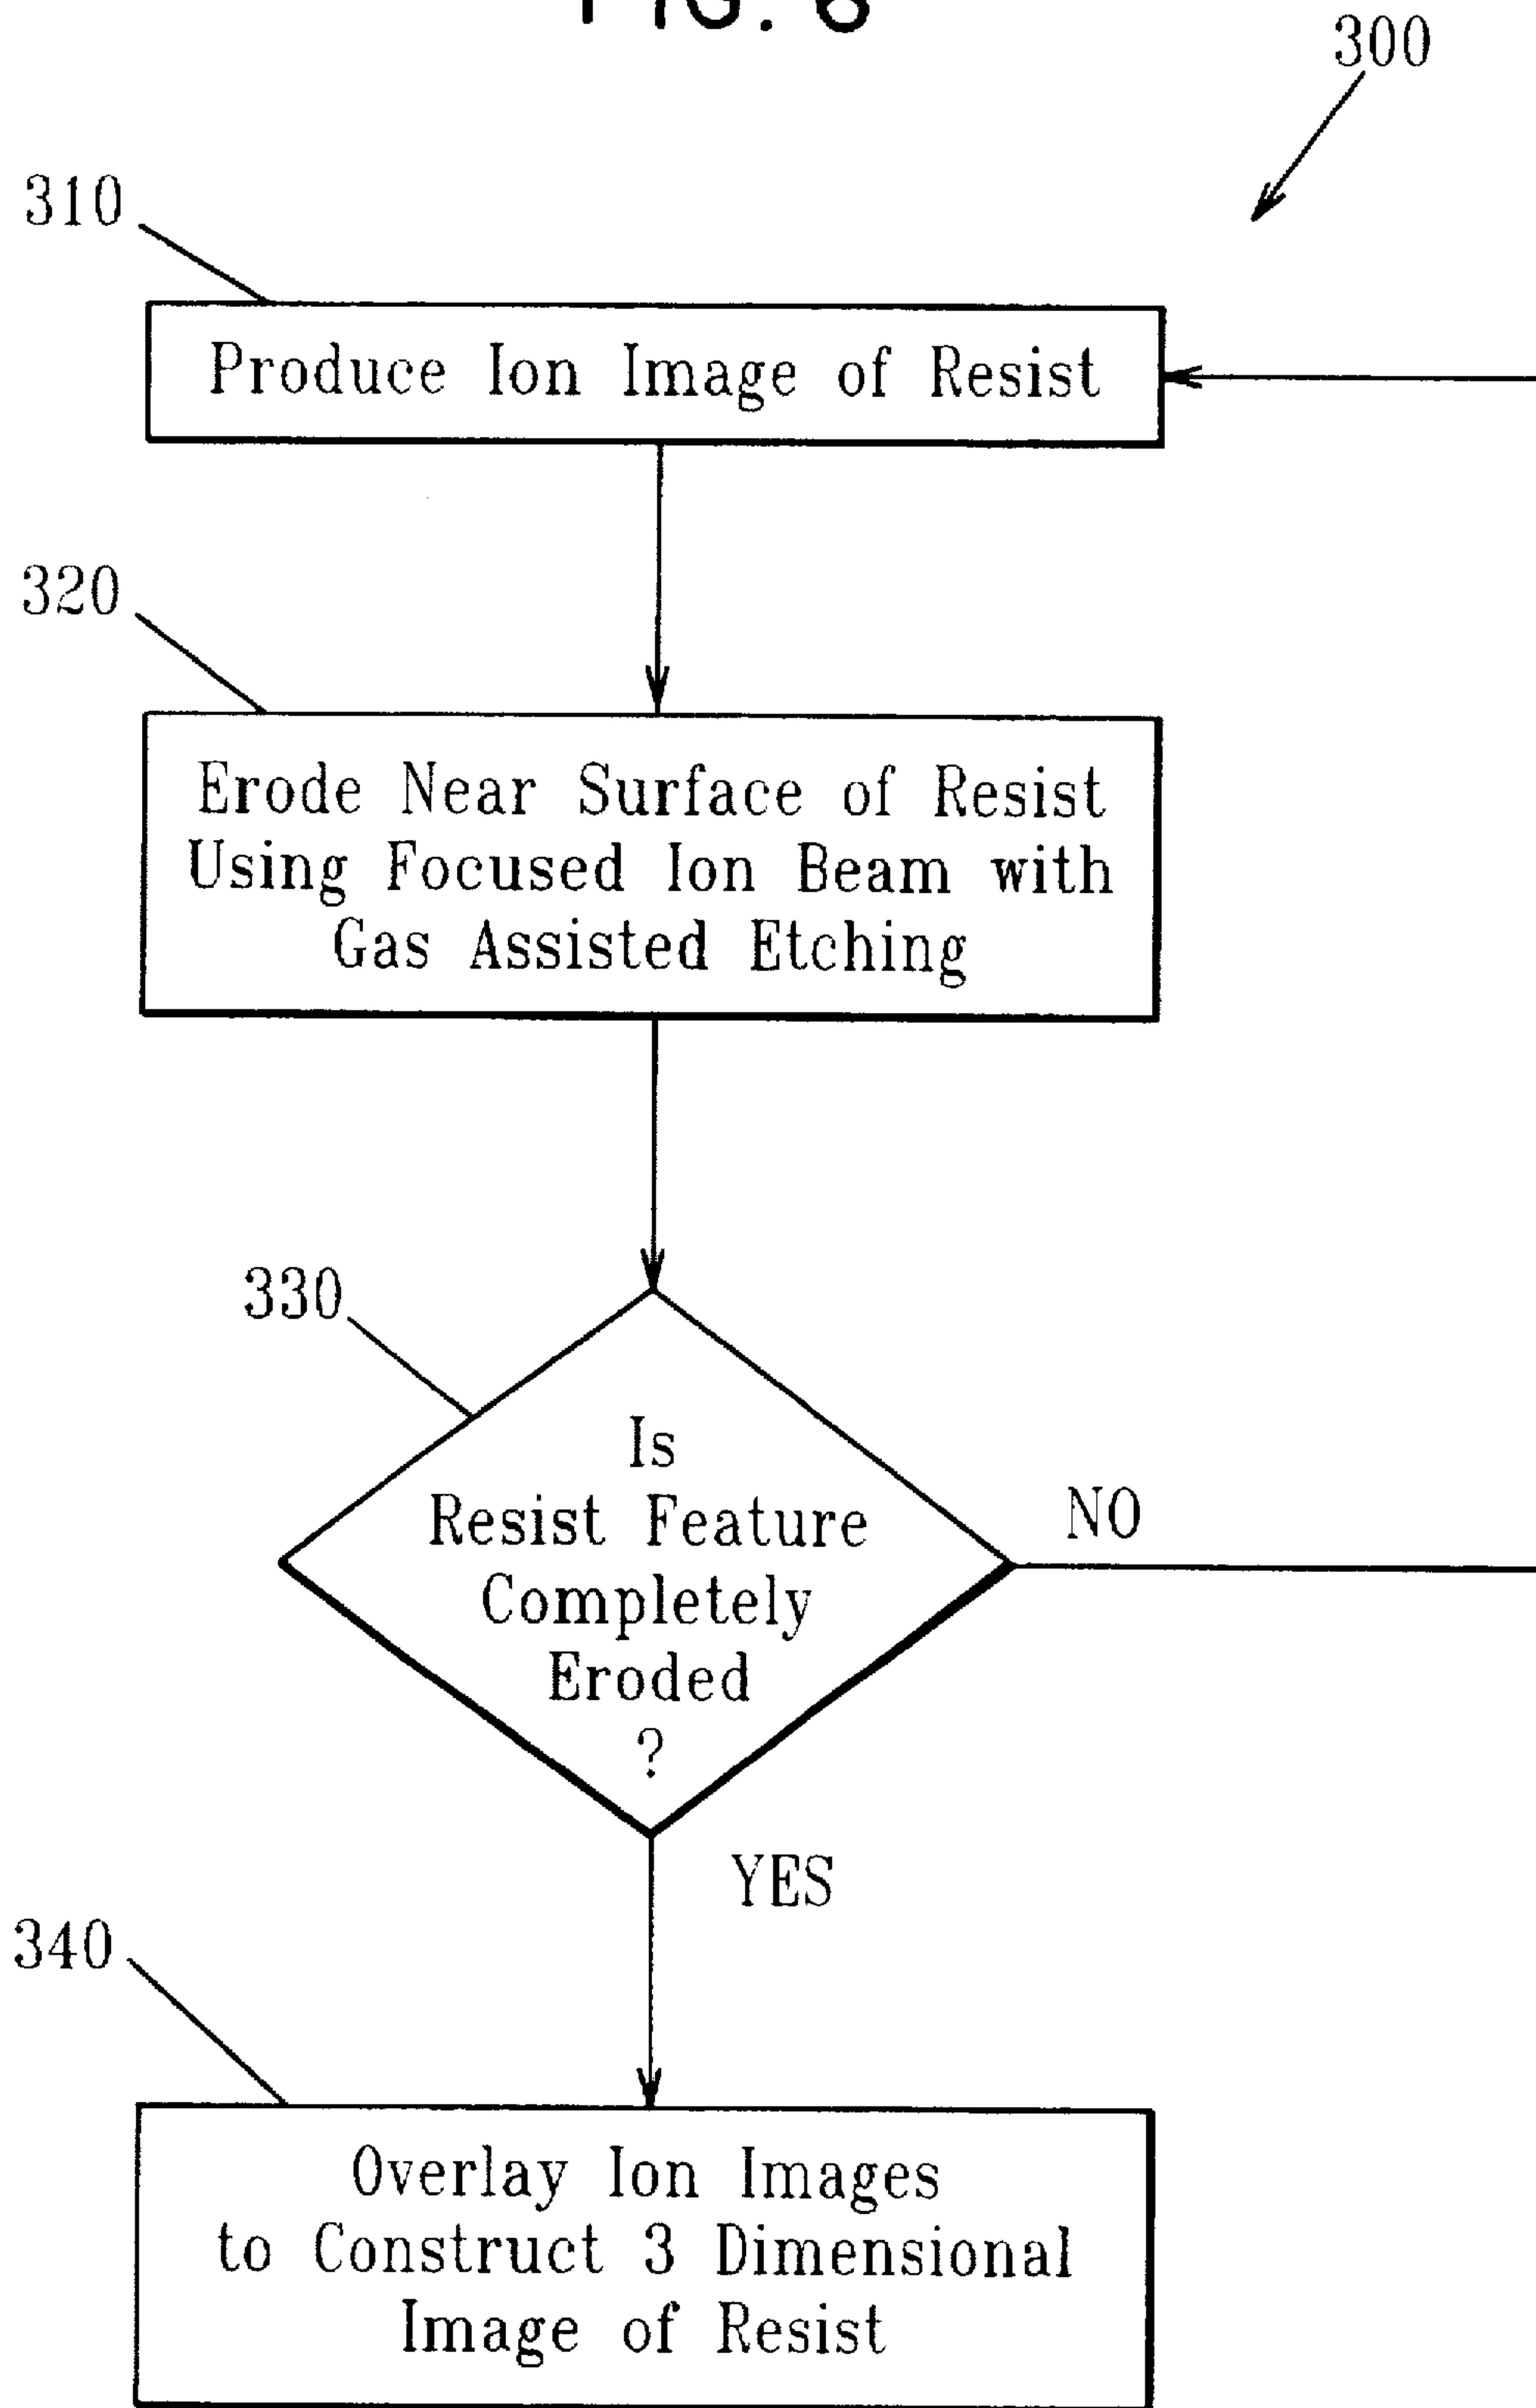 FIG. 6
300
310
Produce Ion Image of Resist
320
Erode Near Surface of Resist
Using Focused Ion Beam with
Gas Assisted Etching
330
Is
Resist Feature
Completely
Eroded
?
NO
YES
340
Overlay Ion Images
to Construct 3 Dimensional
Image of Resist